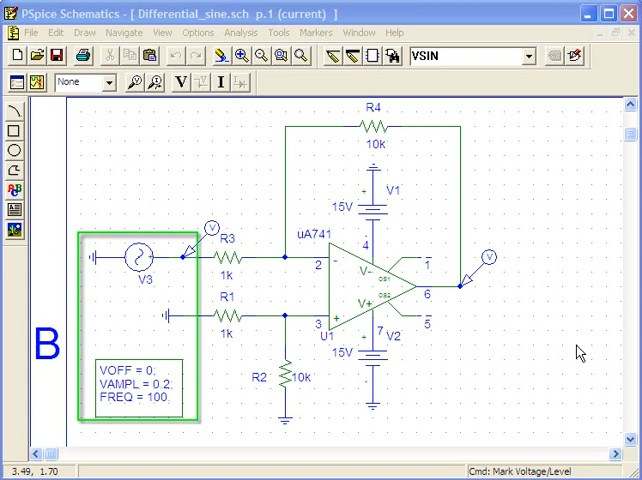 PSpice Schematics - [ Differential_sine.sch p.1 (current) ]
File Edit Draw Navigate View Options Analysis Tools Markers Window Help
VSIN
None
V
I
R4
10k
V1
15V
uA741
4
R3
1k
2
-
V-
OS1
1
V3
6
R1
1k
3
+
V+
OS2
5
U1
7
V2
15V
B
R2
10k
VOFF = 0;
VAMPL = 0.2;
FREQ = 100
3.49, 1.70
Cmd: Mark Voltage/Level